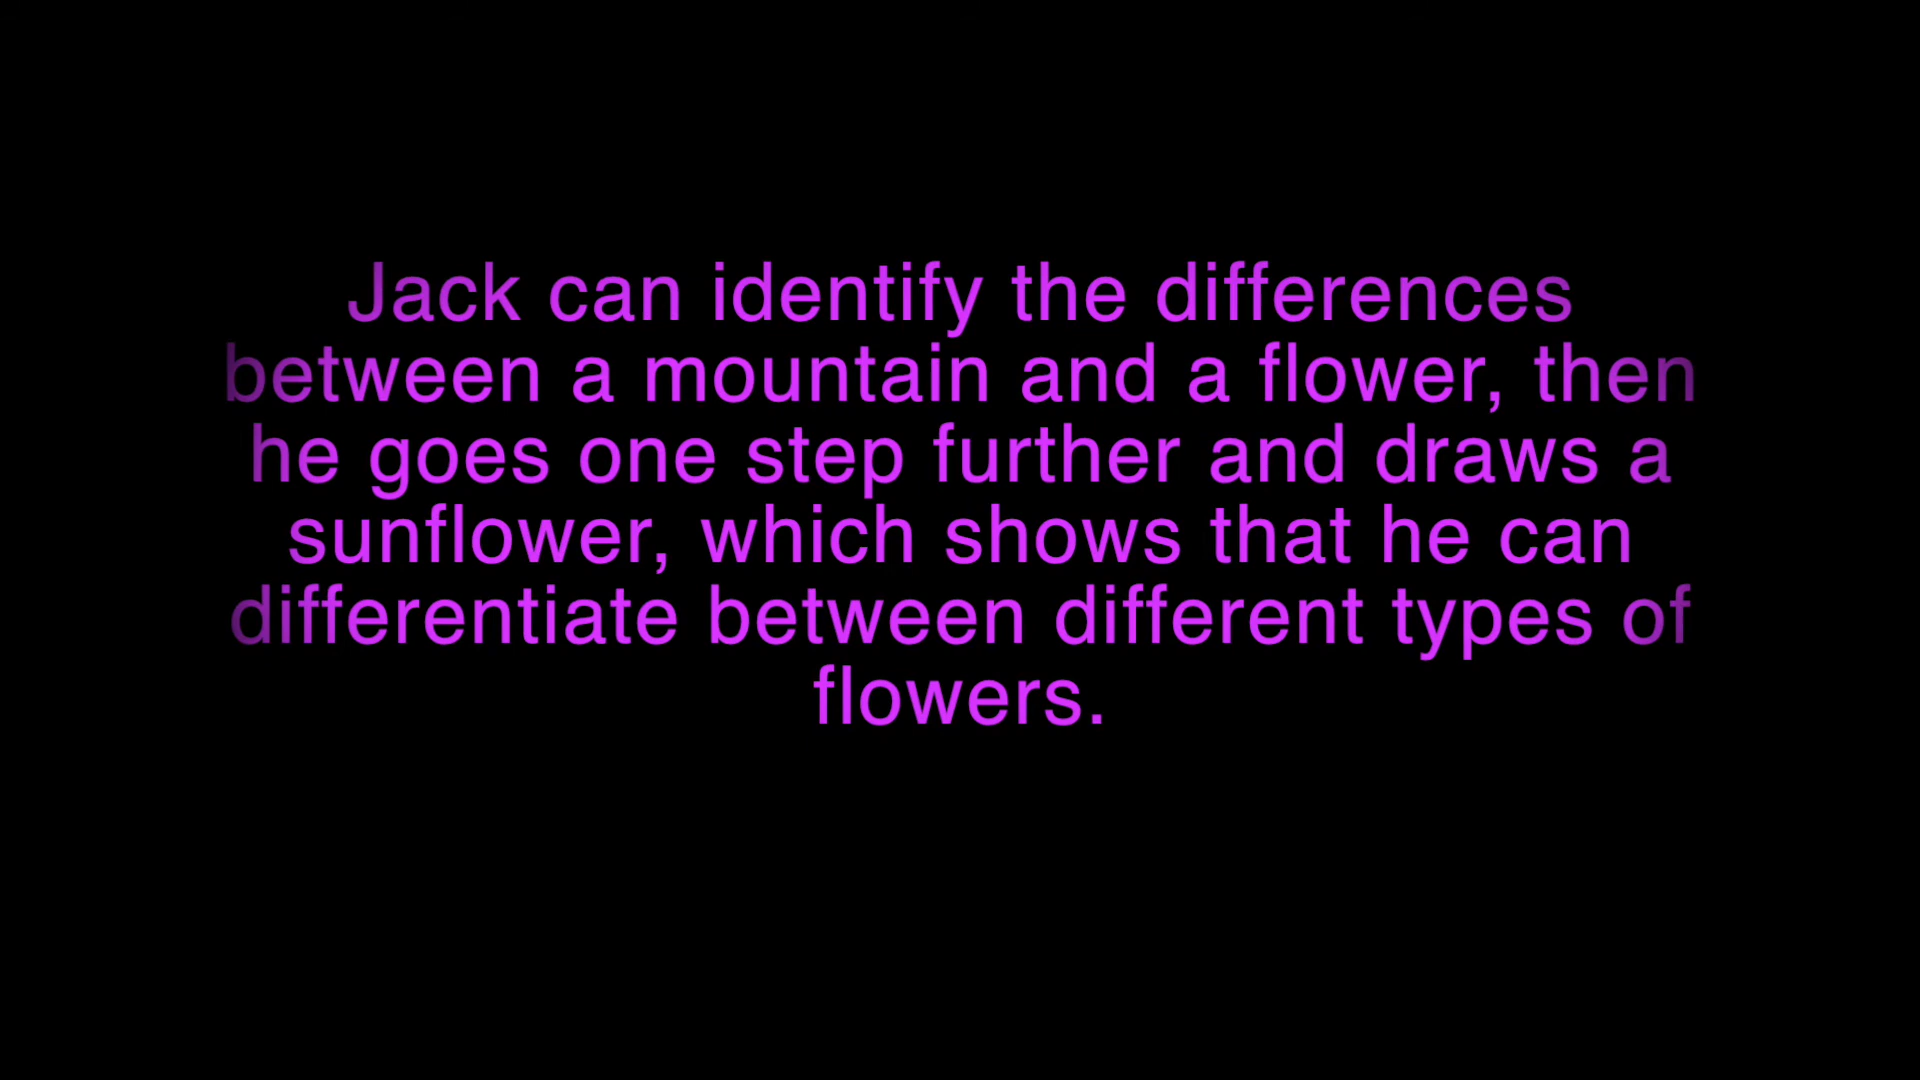 Jack can identify the differences
between a mountain and a flower, then
he goes one step further and draws a
sunflower, which shows that he can
differentiate between different types of
flowers.